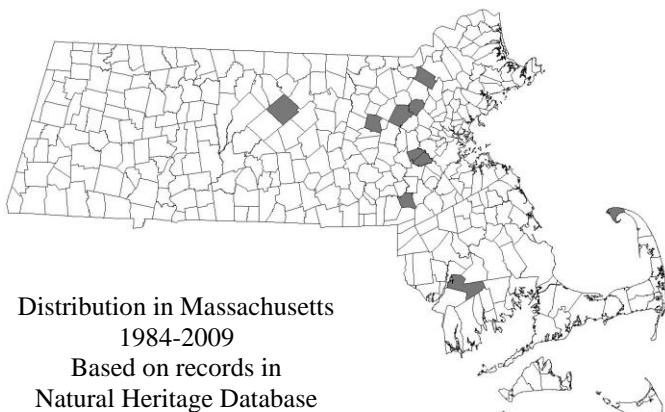 Distribution in Massachusetts
1984-2009
Based on records in
Natural Heritage Database